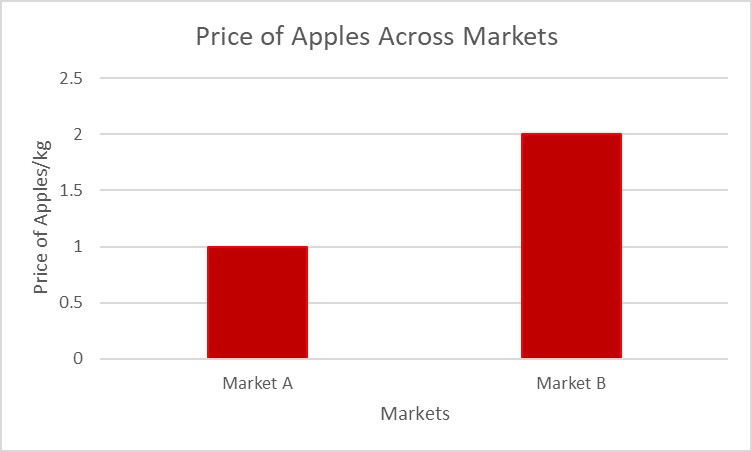 Price of Apples Across Markets
Price of Apples/kg
2.5
2
1.5
1
0.5
0
Market A
Market B
Markets